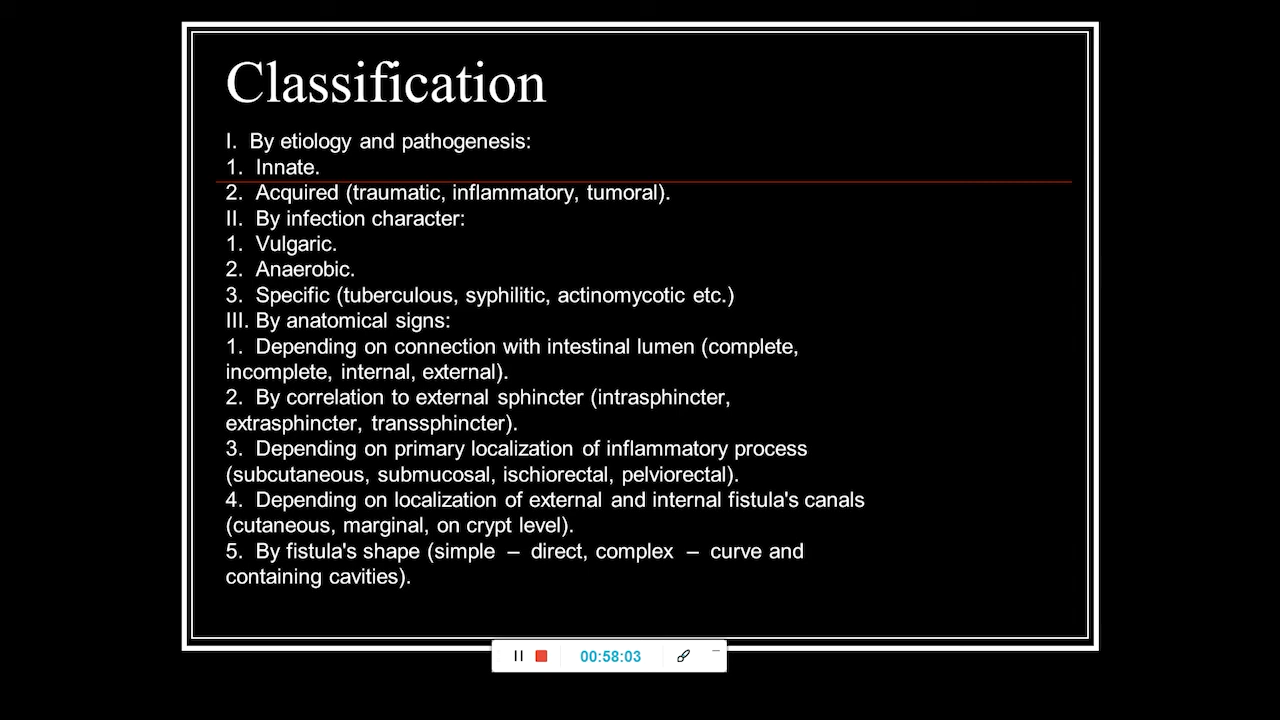 Classification
I. By etiology and pathogenesis:
1. Innate.
2. Acquired (traumatic, inflammatory, tumoral).
II. By infection character:
1. Vulgaric.
2. Anaerobic.
3. Specific (tuberculous, syphilitic, actinomycotic etc.)
III. By anatomical signs:
1. Depending on connection with intestinal lumen (complete,
incomplete, internal, external).
2. By correlation to external sphincter (intrasphincter,
extrasphincter, transsphincter).
3. Depending on primary localization of inflammatory process
(subcutaneous, submucosal, ischiorectal, pelviorectal).
4. Depending on localization of external and internal fistula's canals
(cutaneous, marginal, on crypt level).
5. By fistula's shape (simple – direct, complex – curve and
containing cavities).
00:58:03